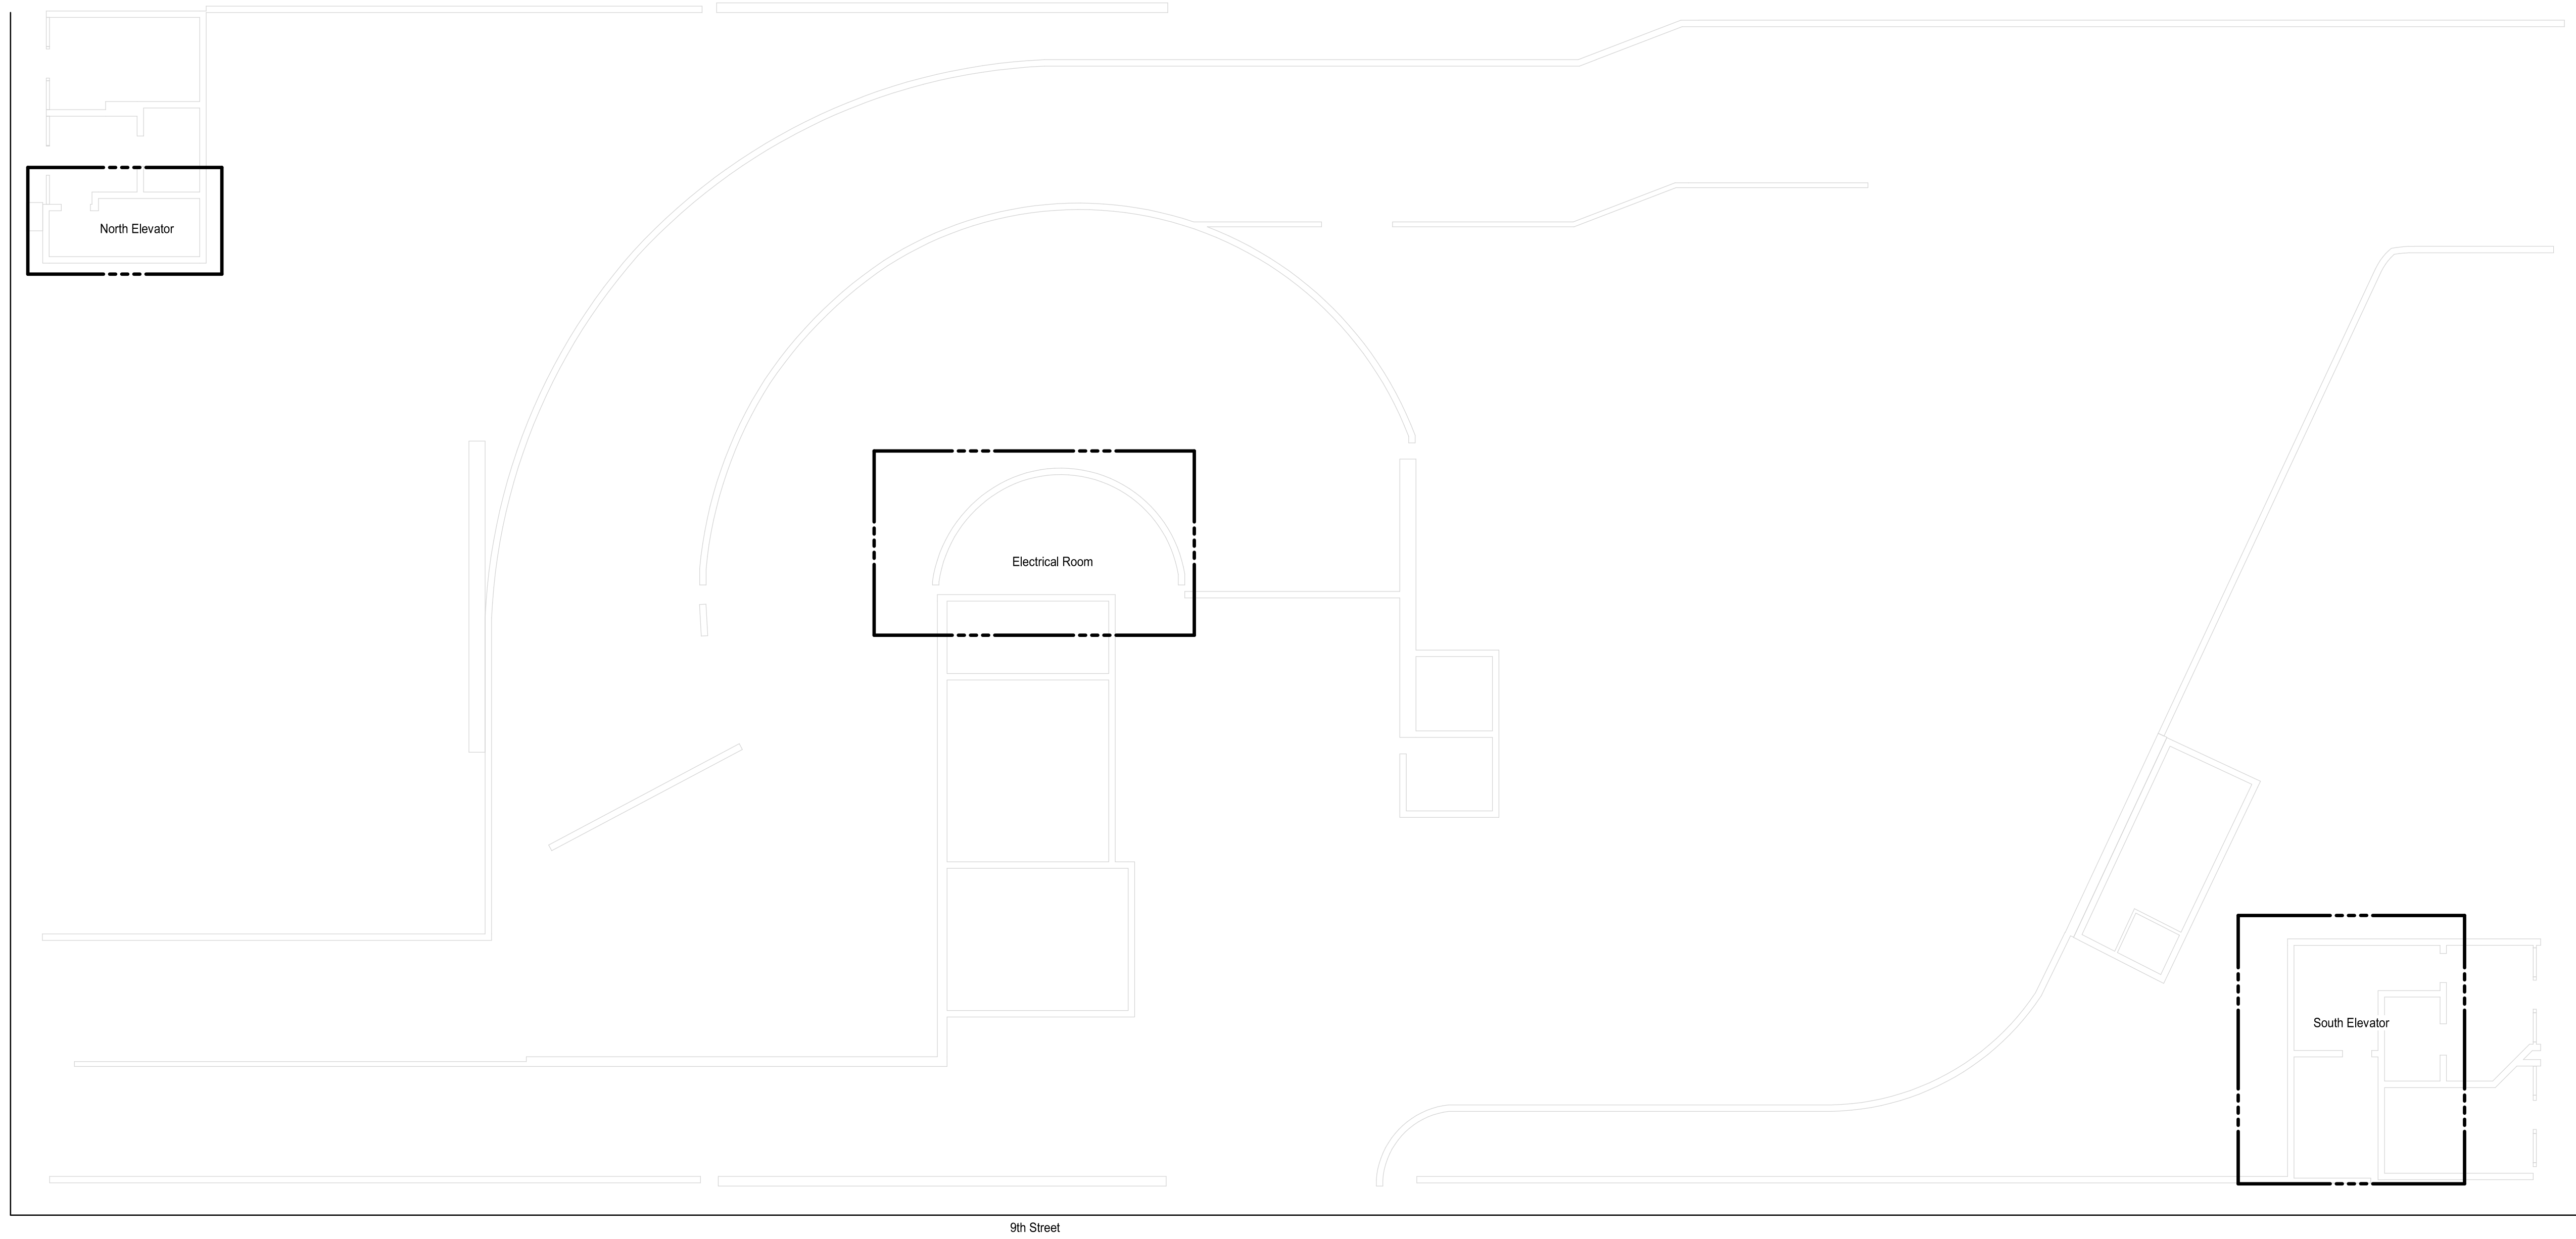 North Elevator
Electrical Room
South Elevator
9th Street